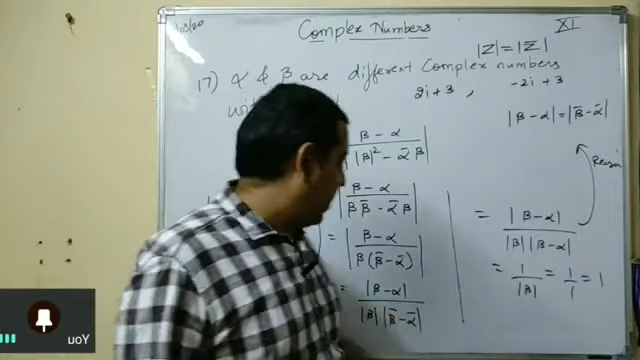 Complex Numbers
XI
|Z| = |Z̄|
17) α & β are different Complex numbers
2i + 3 , -2i + 3
with
|β - α| = |β̄ - ᾱ|
β - α / |β|² - ᾱβ |
Reason
| β - α / ββ̄ - ᾱβ |
= | β - α / β(β̄ - ᾱ) |
= |β - α| / |β| |β̄ - ᾱ|
= |β - α| / |β| |β - α|
= 1 / |β| = 1 / 1 = 1
You